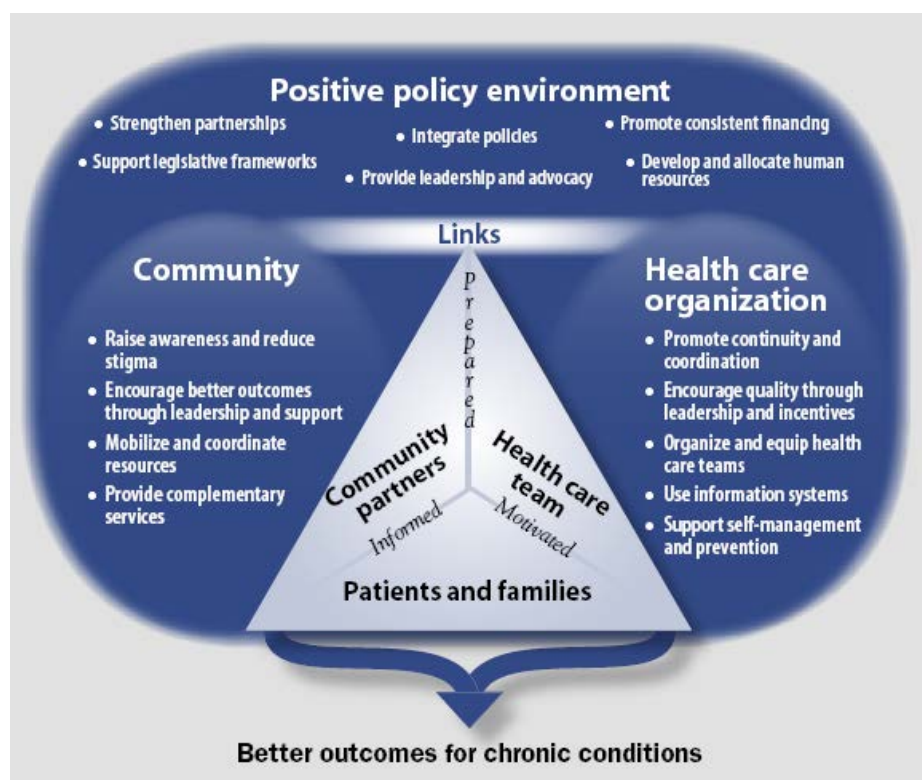 Positive policy environment
• Strengthen partnerships
• Support legislative frameworks
• Integrate policies
• Provide leadership and advocacy
• Promote consistent financing
• Develop and allocate human
resources
Links
Community
• Raise awareness and reduce
stigma
• Encourage better outcomes
through leadership and support
• Mobilize and coordinate
resources
• Provide complementary
services
Health care
organization
• Promote continuity and
coordination
• Encourage quality through
leadership and incentives
• Organize and equip health
care teams
• Use information systems
• Support self-management
and prevention
Prepared
Community
partners
Health care
team
Informed
Motivated
Patients and families
Better outcomes for chronic conditions